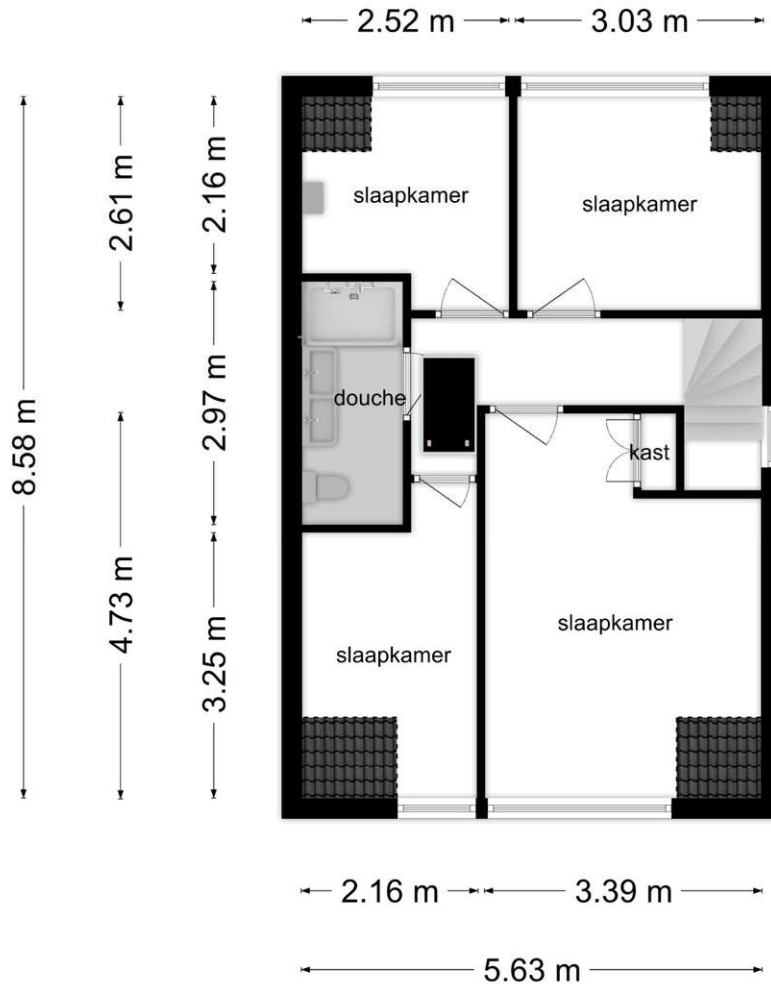 2.52 m
3.03 m
2.61 m
2.16 m
slaapkamer
slaapkamer
8.58 m
2.97 m
douche
kast
4.73 m
3.25 m
slaapkamer
slaapkamer
2.16 m
3.39 m
5.63 m